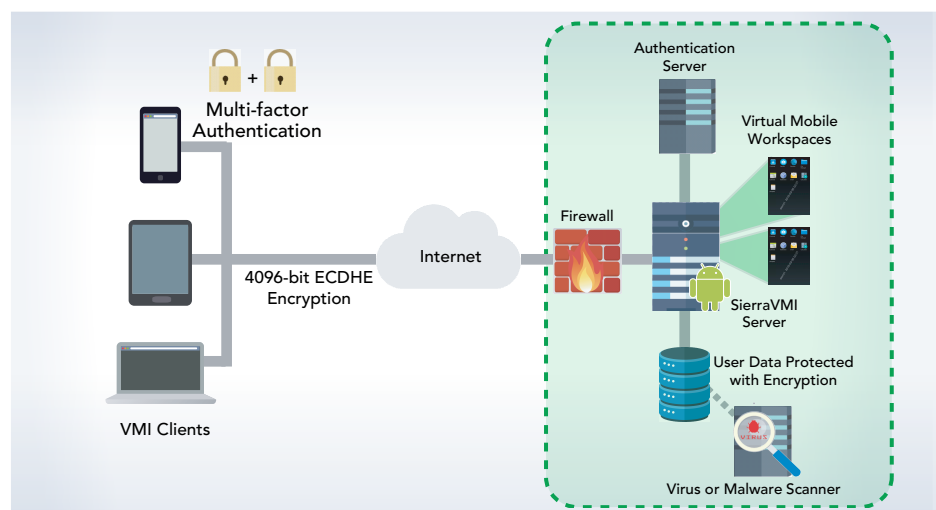 Multi-factor
Authentication
+
VMI Clients
4096-bit ECDHE
Encryption
Internet
Firewall
Authentication
Server
Virtual Mobile
Workspaces
SierraVMI
Server
User Data Protected
with Encryption
VIRUS
Virus or Malware Scanner